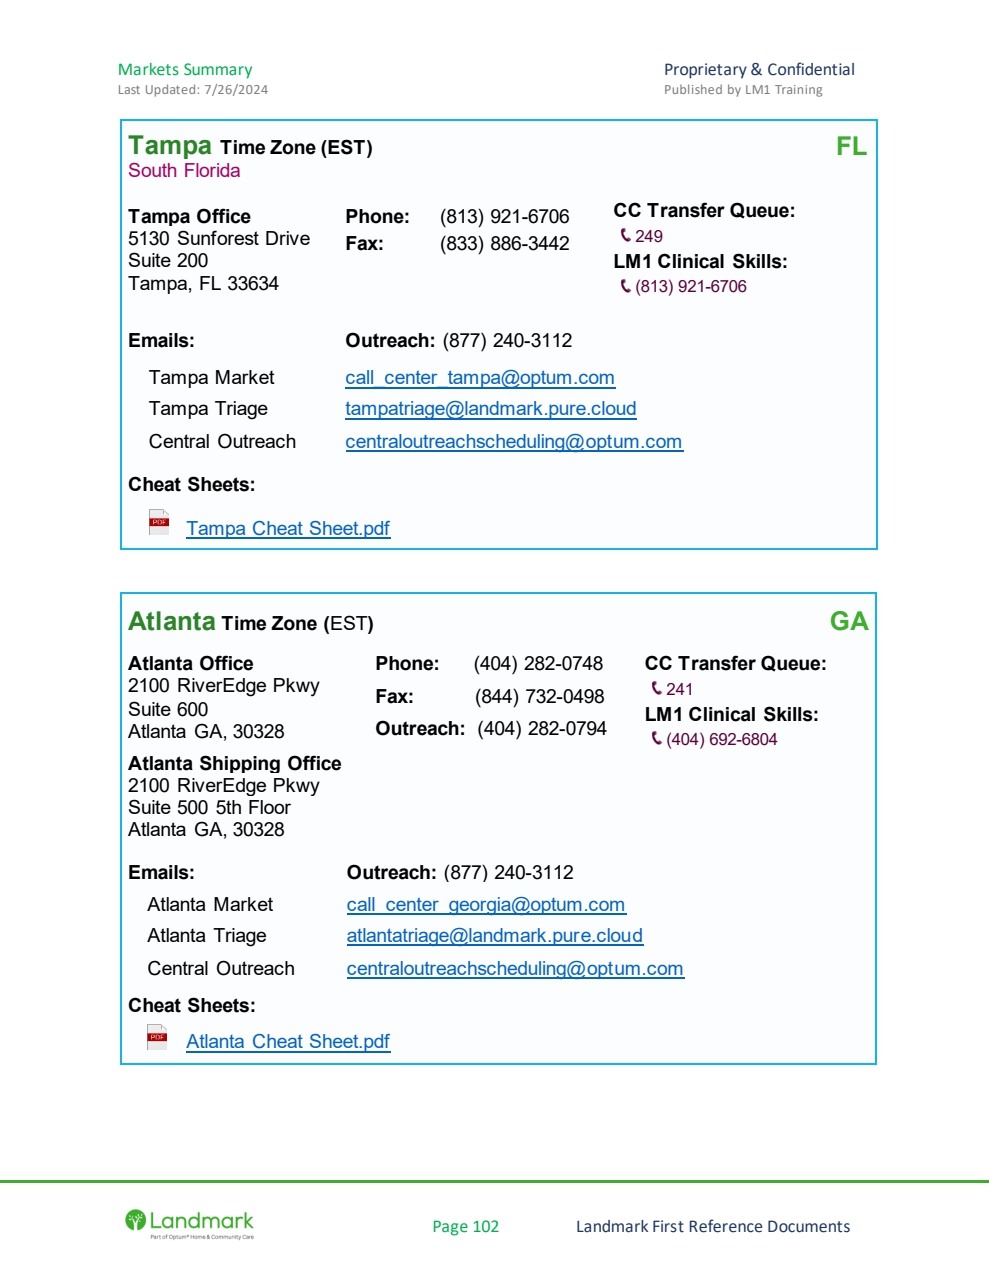 Markets Summary
Last Updated: 7/26/2024
Proprietary & Confidential
Published by LM1 Training
Tampa Time Zone (EST)
FL
South Florida
Tampa Office
5130 Sunforest Drive
Suite 200
Tampa, FL 33634
Phone: (813) 921-6706
Fax: (833) 886-3442
CC Transfer Queue:
249
LM1 Clinical Skills:
(813) 921-6706
Emails:
Outreach: (877) 240-3112
Tampa Market call_center_tampa@optum.com
Tampa Triage tampatriage@landmark.pure.cloud
Central Outreach centraloutreachscheduling@optum.com
Cheat Sheets:
PDF Tampa Cheat Sheet.pdf
Atlanta Time Zone (EST)
GA
Atlanta Office
2100 RiverEdge Pkwy
Suite 600
Atlanta GA, 30328
Phone: (404) 282-0748
Fax: (844) 732-0498
Outreach: (404) 282-0794
CC Transfer Queue:
241
LM1 Clinical Skills:
(404) 692-6804
Atlanta Shipping Office
2100 RiverEdge Pkwy
Suite 500 5th Floor
Atlanta GA, 30328
Emails:
Outreach: (877) 240-3112
Atlanta Market call_center_georgia@optum.com
Atlanta Triage atlantatriage@landmark.pure.cloud
Central Outreach centraloutreachscheduling@optum.com
Cheat Sheets:
PDF Atlanta Cheat Sheet.pdf
Landmark
Part of Optum® Home & Community Care
Page 102
Landmark First Reference Documents